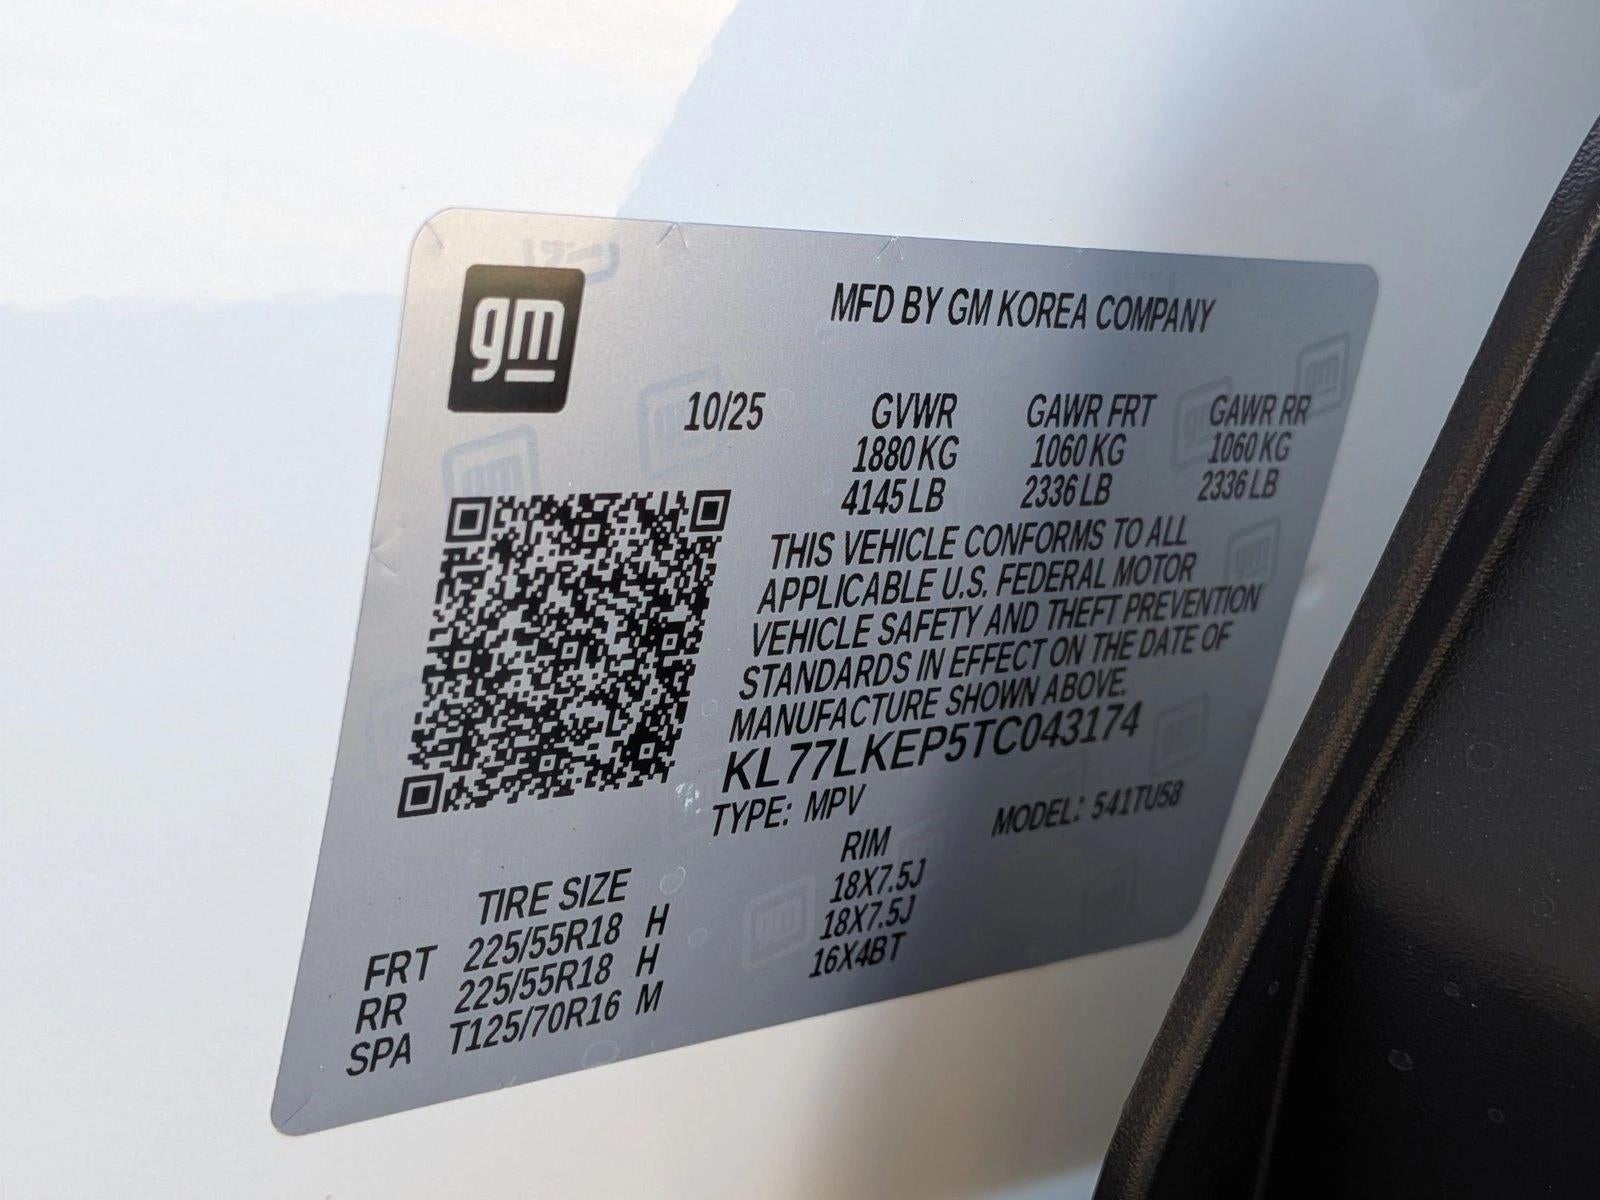 gm
MFD BY GM KOREA COMPANY
10/25 GVWR GAWR FRT GAWR RR
1880 KG 1060 KG 1060 KG
4145 LB 2336 LB 2336 LB
THIS VEHICLE CONFORMS TO ALL
APPLICABLE U.S. FEDERAL MOTOR
VEHICLE SAFETY AND THEFT PREVENTION
STANDARDS IN EFFECT ON THE DATE OF
MANUFACTURE SHOWN ABOVE.
KL77LKEP5TC043174
TYPE: MPV MODEL: 541TU58
TIRE SIZE RIM
FRT 225/55R18 H 18X7.5J
RR 225/55R18 H 18X7.5J
SPA T125/70R16 M 16X4BT